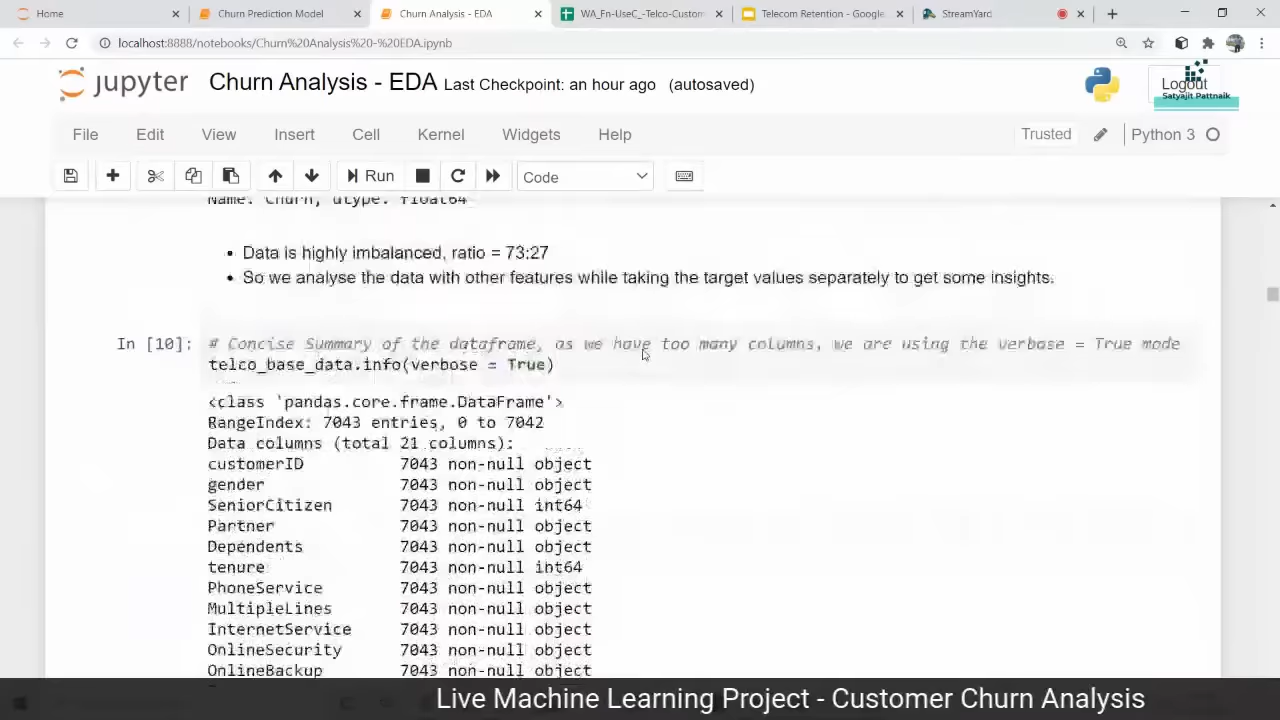 Home
Churn Prediction Model
Churn Analysis - EDA
WA_Fn-UseC_-Telco-Custom
Telecom Retention - Google
StreamYard
localhost:8888/notebooks/Churn%20Analysis%20-%20EDA.ipynb
jupyter Churn Analysis - EDA Last Checkpoint: an hour ago (autosaved)
Logout
Satyajit Pattnaik
File Edit View Insert Cell Kernel Widgets Help
Trusted Python 3
Run Code
Name: Churn, dtype: float64
• Data is highly imbalanced, ratio = 73:27
• So we analyse the data with other features while taking the target values separately to get some insights.
In [10]: # Concise Summary of the dataframe, as we have too many columns, we are using the verbose = True mode
telco_base_data.info(verbose = True)
<class 'pandas.core.frame.DataFrame'>
RangeIndex: 7043 entries, 0 to 7042
Data columns (total 21 columns):
customerID 7043 non-null object
gender 7043 non-null object
SeniorCitizen 7043 non-null int64
Partner 7043 non-null object
Dependents 7043 non-null object
tenure 7043 non-null int64
PhoneService 7043 non-null object
MultipleLines 7043 non-null object
InternetService 7043 non-null object
OnlineSecurity 7043 non-null object
OnlineBackup 7043 non-null object
Live Machine Learning Project - Customer Churn Analysis